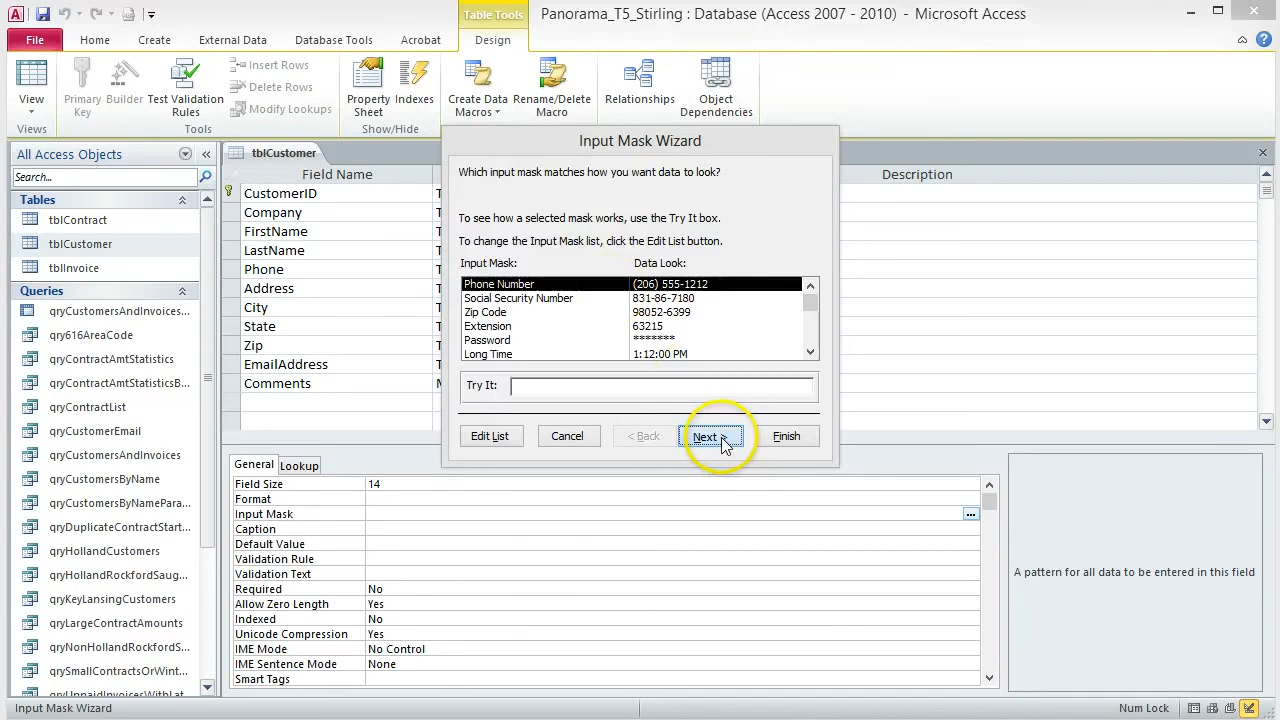 Table Tools
Panorama_T5_Stirling : Database (Access 2007 - 2010) - Microsoft Access
File
Home
Create
External Data
Database Tools
Acrobat
Design
View
Primary Key
Builder
Test Validation Rules
Insert Rows
Delete Rows
Modify Lookups
Property Sheet
Indexes
Create Data Macros
Rename/Delete Macro
Relationships
Object Dependencies
Views
Tools
Show/Hide
All Access Objects
Search...
Tables
tblContract
tblCustomer
tblInvoice
Queries
qryCustomersAndInvoices...
qry616AreaCode
qryContractAmtStatistics
qryContractAmtStatisticsB...
qryContractList
qryCustomerEmail
qryCustomersAndInvoices
qryCustomersByName
qryCustomersByNamePara...
qryDuplicateContractStart...
qryHollandCustomers
qryHollandRockfordSaug...
qryKeyLansingCustomers
qryLargeContractAmounts
qryNonHollandRockfordS...
qrySmallContractsOrWint...
qryUnpaidInvoicesWithLat...
tblCustomer
Field Name
Description
CustomerID T
Company T
FirstName T
LastName T
Phone T
Address T
City T
State T
Zip T
EmailAddress T
Comments M
Input Mask Wizard
Which input mask matches how you want data to look?
To see how a selected mask works, use the Try It box.
To change the Input Mask list, click the Edit List button.
Input Mask: Data Look:
Phone Number (206) 555-1212
Social Security Number 831-86-7180
Zip Code 98052-6399
Extension 63215
Password *******
Long Time 1:12:00 PM
Try It:
Edit List
Cancel
< Back
Next >
Finish
General
Lookup
Field Size 14
Format
Input Mask ...
Caption
Default Value
Validation Rule
Validation Text
Required No
Allow Zero Length Yes
Indexed No
Unicode Compression Yes
IME Mode No Control
IME Sentence Mode None
Smart Tags
A pattern for all data to be entered in this field
Input Mask Wizard
Num Lock